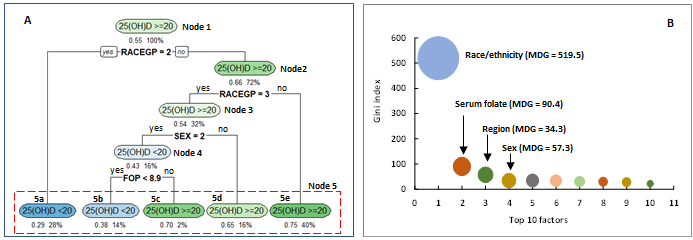 A
25(OH)D >=20 Node 1
0.55 100%
yes RACEGP = 2 no
25(OH)D >=20 Node2
0.66 72%
yes RACEGP = 3 no
25(OH)D >=20 Node 3
0.54 32%
yes SEX = 2 no
25(OH)D <20 Node 4
0.43 16%
yes FOP < 8.9 no
Node 5
5a 5b 5c 5d 5e
25(OH)D <20 25(OH)D <20 25(OH)D >=20 25(OH)D >=20 25(OH)D >=20
0.29 28% 0.38 14% 0.70 2% 0.65 16% 0.75 40%
B
Gini index
600
500
400
300
200
100
0
Race/ethnicity (MDG = 519.5)
Serum folate (MDG = 90.4)
Region (MDG = 34.3)
Sex (MDG = 57.3)
0 1 2 3 4 5 6 7 8 9 10 11
Top 10 factors